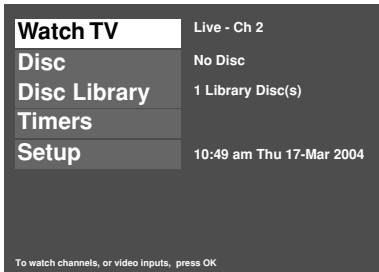 Watch TV Live - Ch 2
Disc No Disc
Disc Library 1 Library Disc(s)
Timers
Setup 10:49 am Thu 17-Mar 2004
To watch channels, or video inputs, press OK